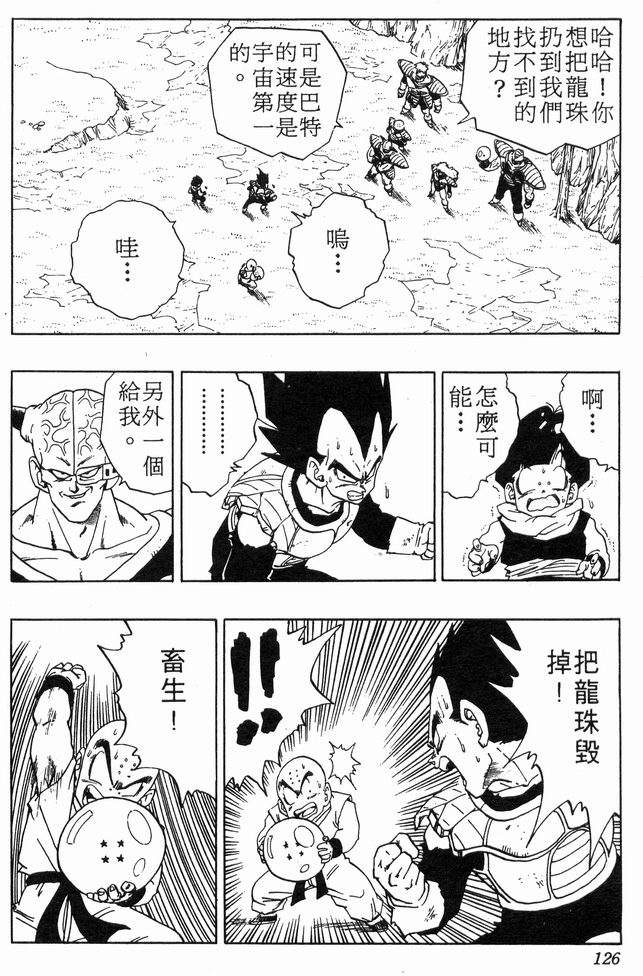 哈哈！你
想把龍珠
扔到我們
找不到的
地方？
可是巴特
的速度是
宇宙第一
的。
嗚…
哇…
啊…
怎麼可
能…
………
………
另外一個
給我。
把龍珠毀
掉！
!!
畜生！
126